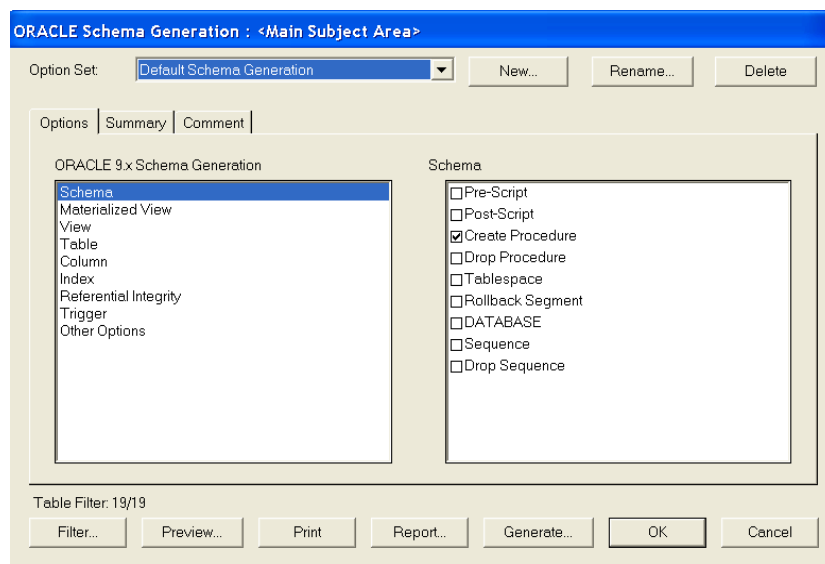 ORACLE Schema Generation : <Main Subject Area>
Option Set: Default Schema Generation New... Rename... Delete
Options Summary Comment
ORACLE 9.x Schema Generation
Schema
Materialized View
View
Table
Column
Index
Referential Integrity
Trigger
Other Options
Schema
Pre-Script
Post-Script
Create Procedure
Drop Procedure
Tablespace
Rollback Segment
DATABASE
Sequence
Drop Sequence
Table Filter: 19/19
Filter... Preview... Print Report... Generate... OK Cancel